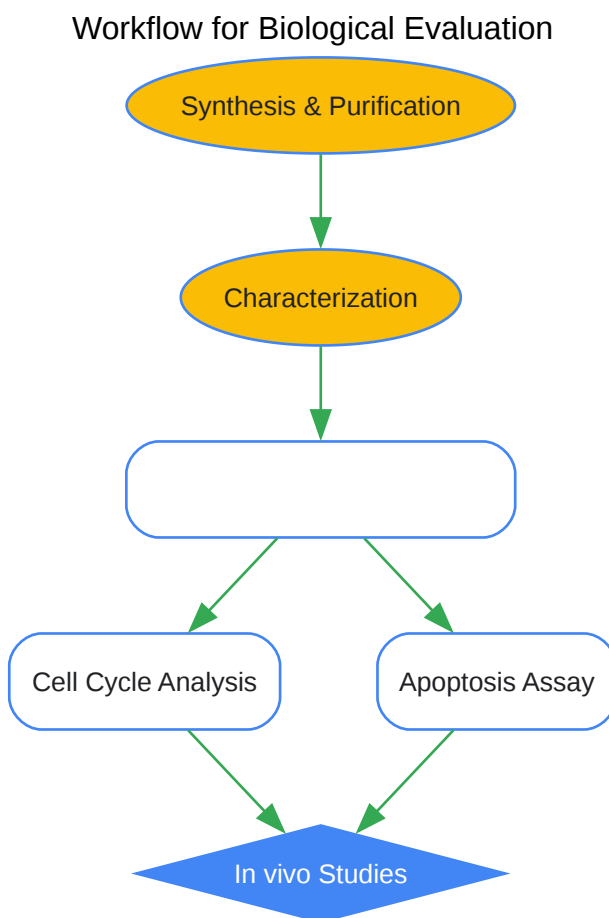 Workflow for Biological Evaluation
Synthesis & Purification
Characterization
Cell Cycle Analysis
Apoptosis Assay
In vivo Studies